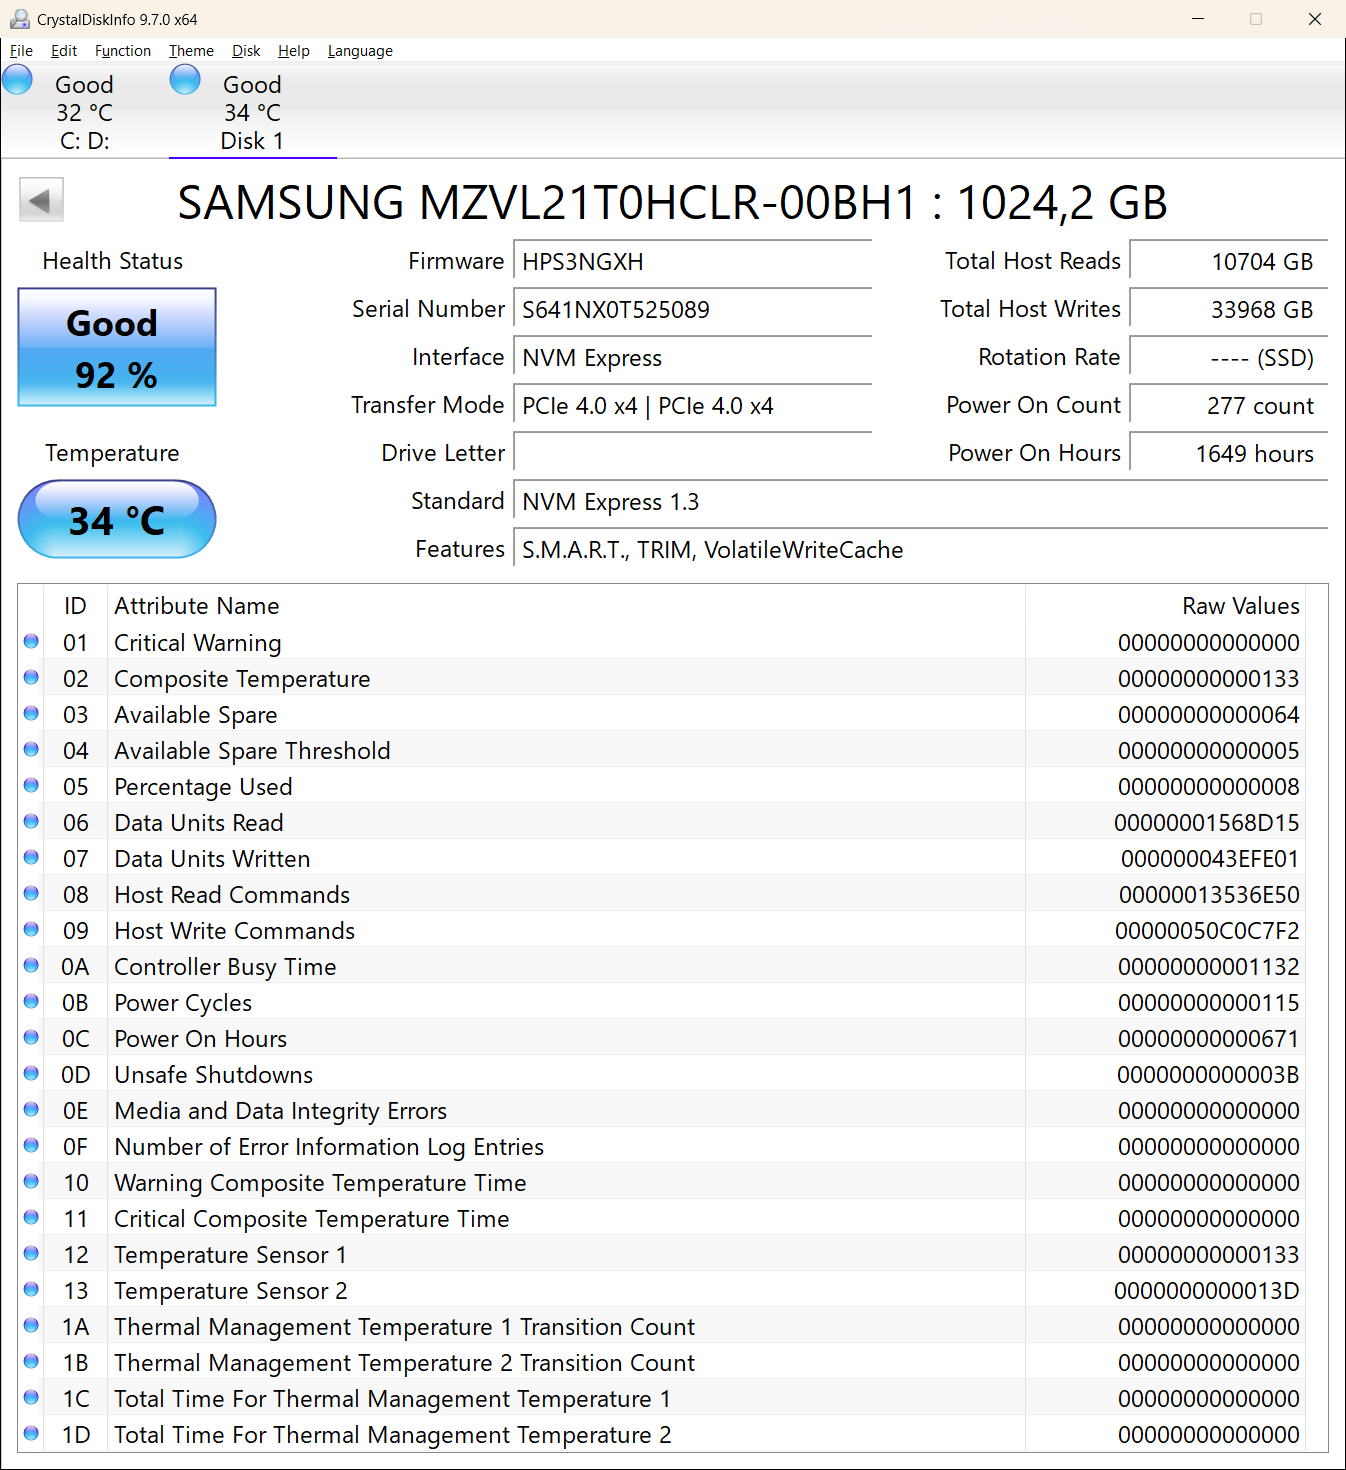 CrystalDiskInfo 9.7.0 x64
File Edit Function Theme Disk Help Language
Good Good
32 °C 34 °C
C: D: Disk 1
SAMSUNG MZVL21T0HCLR-00BH1 : 1024,2 GB
Health Status
Good
92 %
Temperature
34 °C
Firmware HPS3NGXH
Serial Number S641NX0T525089
Interface NVM Express
Transfer Mode PCIe 4.0 x4 | PCIe 4.0 x4
Drive Letter
Standard NVM Express 1.3
Features S.M.A.R.T., TRIM, VolatileWriteCache
Total Host Reads 10704 GB
Total Host Writes 33968 GB
Rotation Rate ---- (SSD)
Power On Count 277 count
Power On Hours 1649 hours
ID Attribute Name Raw Values
01 Critical Warning 00000000000000
02 Composite Temperature 00000000000133
03 Available Spare 00000000000064
04 Available Spare Threshold 00000000000005
05 Percentage Used 00000000000008
06 Data Units Read 00000001568D15
07 Data Units Written 000000043EFE01
08 Host Read Commands 00000013536E50
09 Host Write Commands 00000050C0C7F2
0A Controller Busy Time 00000000001132
0B Power Cycles 00000000000115
0C Power On Hours 00000000000671
0D Unsafe Shutdowns 0000000000003B
0E Media and Data Integrity Errors 00000000000000
0F Number of Error Information Log Entries 00000000000000
10 Warning Composite Temperature Time 00000000000000
11 Critical Composite Temperature Time 00000000000000
12 Temperature Sensor 1 00000000000133
13 Temperature Sensor 2 0000000000013D
1A Thermal Management Temperature 1 Transition Count 00000000000000
1B Thermal Management Temperature 2 Transition Count 00000000000000
1C Total Time For Thermal Management Temperature 1 00000000000000
1D Total Time For Thermal Management Temperature 2 00000000000000